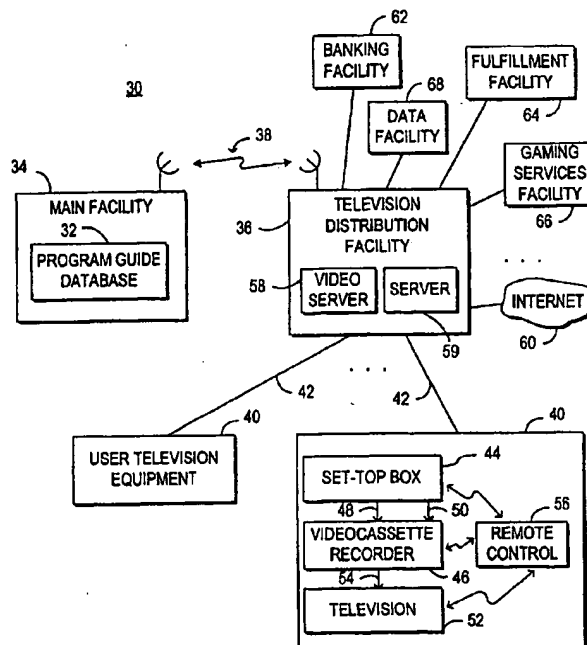 62
BANKING
FACILITY
FULFILLMENT
FACILITY
64
30
68
DATA
FACILITY
38
GAMING
SERVICES
FACILITY
66
34
MAIN FACILITY
32
PROGRAM GUIDE
DATABASE
36
TELEVISION
DISTRIBUTION
FACILITY
58
VIDEO
SERVER
SERVER
59
. . .
INTERNET
60
42
. . .
42
40
USER TELEVISION
EQUIPMENT
40
44
SET-TOP BOX
48
50
56
VIDEOCASSETTE
RECORDER
REMOTE
CONTROL
54
46
TELEVISION
52